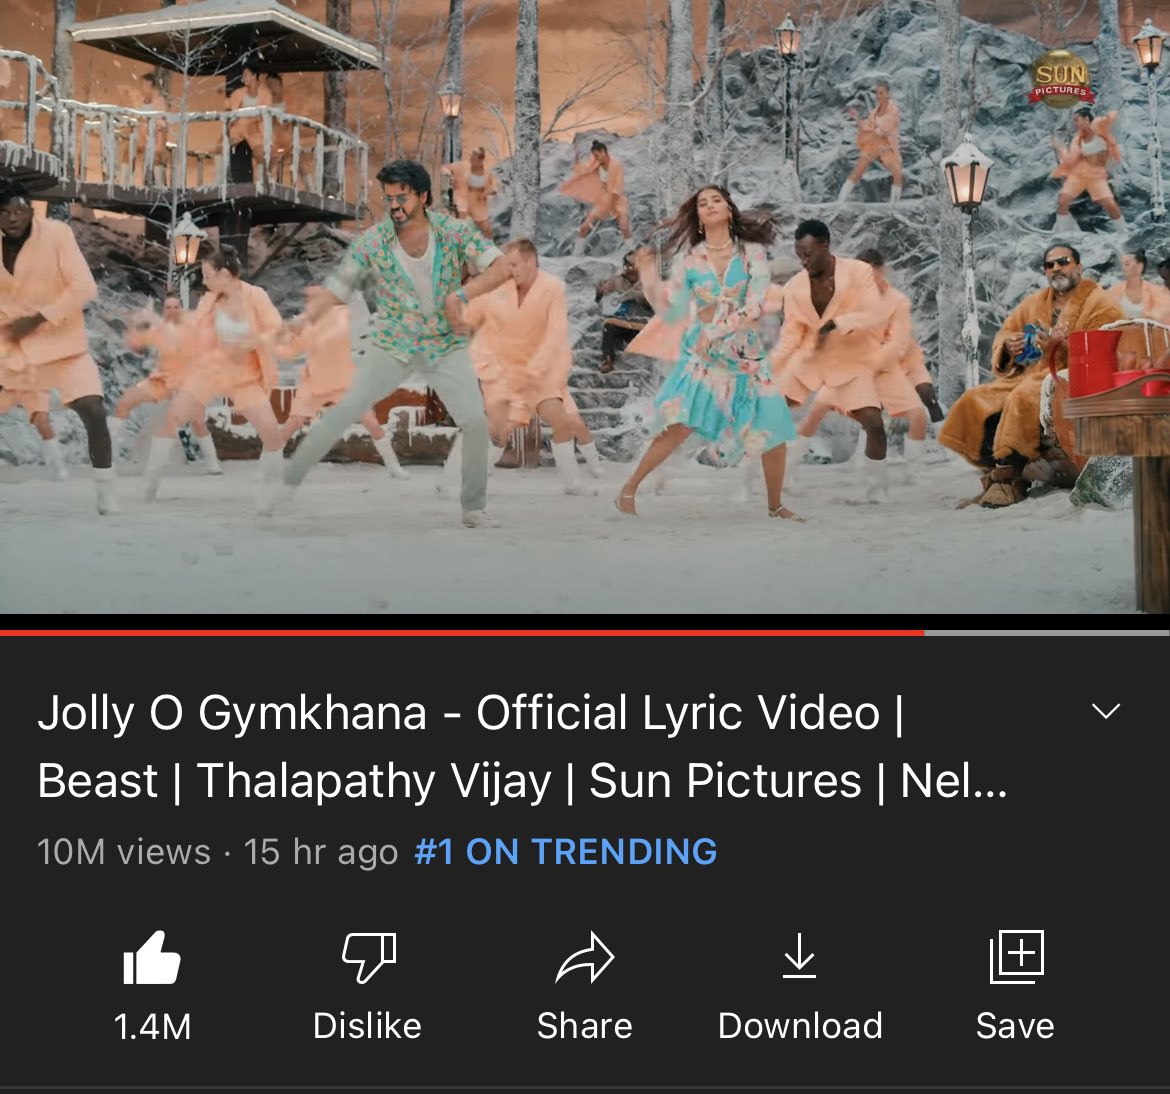 SUN
PICTURES
Jolly O Gymkhana - Official Lyric Video |
Beast | Thalapathy Vijay | Sun Pictures | Nel...
10M views · 15 hr ago #1 ON TRENDING
1.4M Dislike Share Download Save